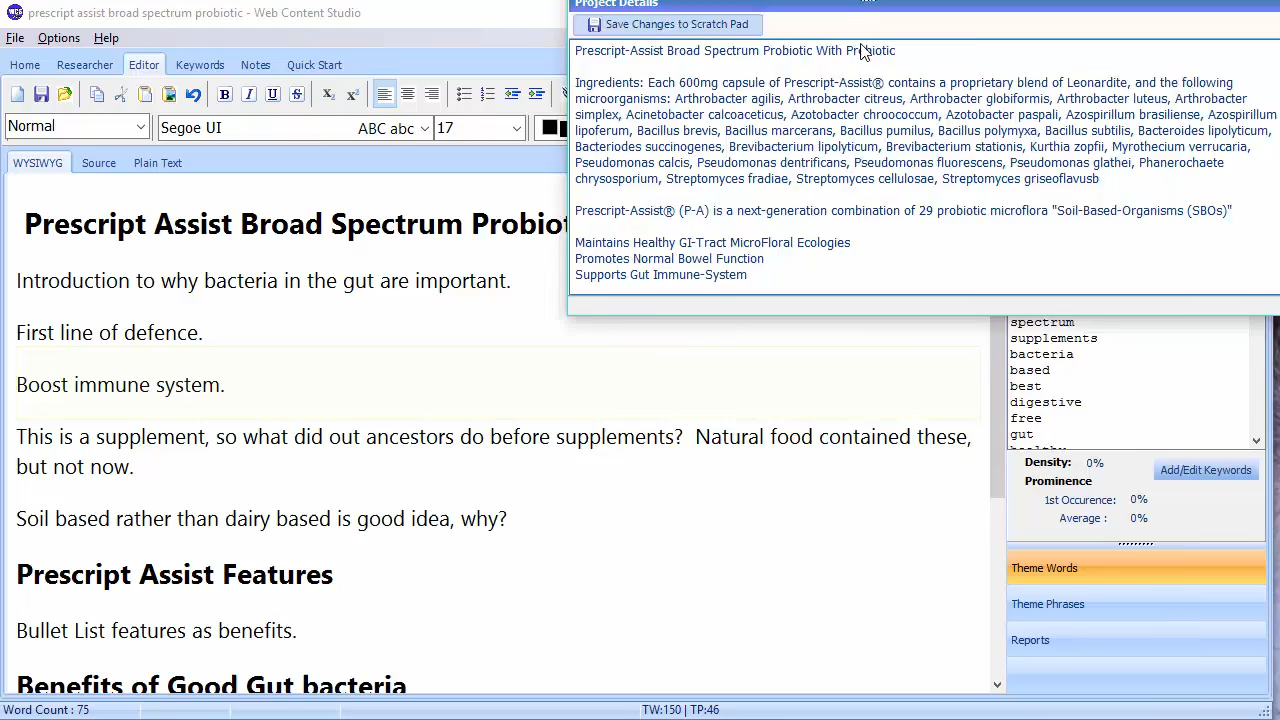 prescript assist broad spectrum probiotic - Web Content Studio
File Options Help
Home Researcher Editor Keywords Notes Quick Start
B I U S X₂ X²
Normal Segoe UI ABC abc 17
WYSIWYG Source Plain Text
Prescript Assist Broad Spectrum Probiot
Introduction to why bacteria in the gut are important.
First line of defence.
Boost immune system.
This is a supplement, so what did out ancestors do before supplements? Natural food contained these,
but not now.
Soil based rather than dairy based is good idea, why?
Prescript Assist Features
Bullet List features as benefits.
Benefits of Good Gut bacteria
Project Details
Save Changes to Scratch Pad
Prescript-Assist Broad Spectrum Probiotic With Prebiotic
Ingredients: Each 600mg capsule of Prescript-Assist® contains a proprietary blend of Leonardite, and the following
microorganisms: Arthrobacter agilis, Arthrobacter citreus, Arthrobacter globiformis, Arthrobacter luteus, Arthrobacter
simplex, Acinetobacter calcoaceticus, Azotobacter chroococcum, Azotobacter paspali, Azospirillum brasiliense, Azospirillum
lipoferum, Bacillus brevis, Bacillus marcerans, Bacillus pumilus, Bacillus polymyxa, Bacillus subtilis, Bacteroides lipolyticum,
Bacteriodes succinogenes, Brevibacterium lipolyticum, Brevibacterium stationis, Kurthia zopfii, Myrothecium verrucaria,
Pseudomonas calcis, Pseudomonas dentrificans, Pseudomonas fluorescens, Pseudomonas glathei, Phanerochaete
chrysosporium, Streptomyces fradiae, Streptomyces cellulosae, Streptomyces griseoflavusb
Prescript-Assist® (P-A) is a next-generation combination of 29 probiotic microflora "Soil-Based-Organisms (SBOs)"
Maintains Healthy GI-Tract MicroFloral Ecologies
Promotes Normal Bowel Function
Supports Gut Immune-System
spectrum
supplements
bacteria
based
best
digestive
free
gut
Density: 0%
Add/Edit Keywords
Prominence
1st Occurence: 0%
Average : 0%
Theme Words
Theme Phrases
Reports
Word Count : 75
TW:150 | TP:46